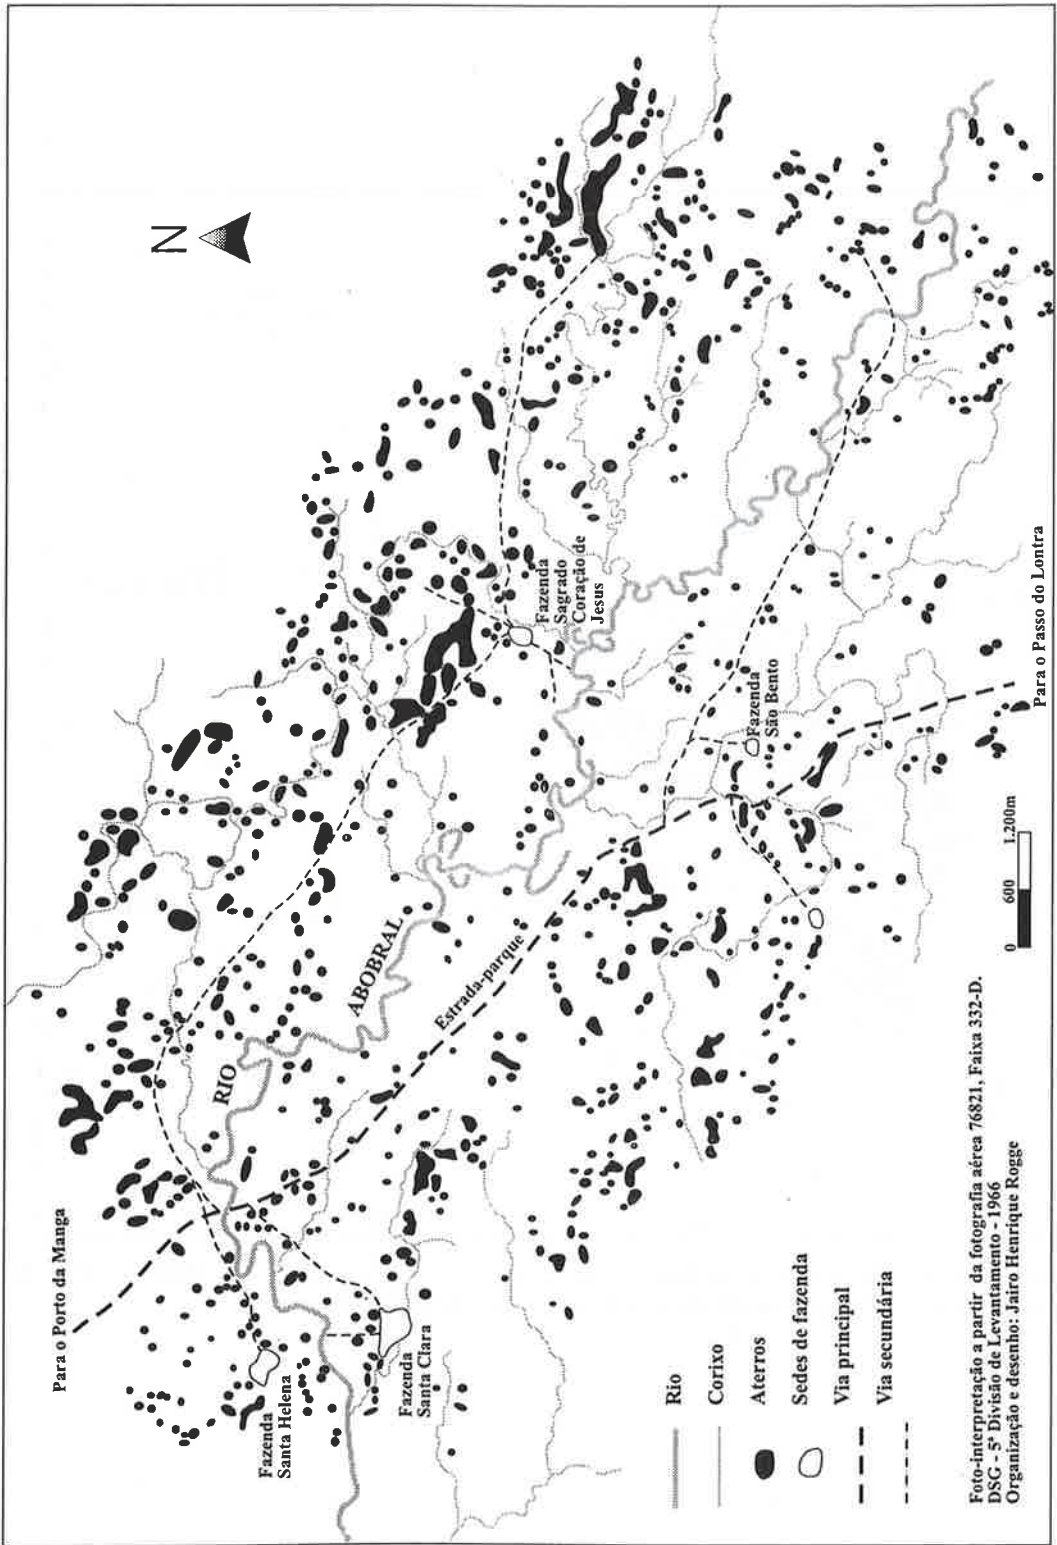 N
Para o Porto da Manga
RIO
ABOBRAL
Estrada-parque
Fazenda
Sagrado
Coração de
Jesus
Fazenda
Santa Helena
Fazenda
Santa Clara
Fazenda
São Bento
Para o Passo do Lontra
Rio
Corixo
Aterros
Sedes de fazenda
Via principal
Via secundária
0 600 1.200m
Foto-interpretação a partir da fotografia aérea 76821, Faixa 332-D.
DSG - 5ª Divisão de Levantamento - 1966
Organização e desenho: Jairo Henrique Rogge